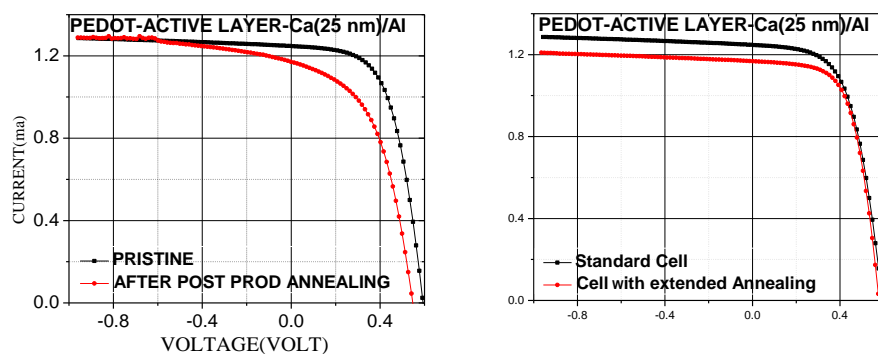 PEDOT-ACTIVE LAYER-Ca(25 nm)/Al
1.2
0.8
0.4
0.0
CURRENT(ma)
PRISTINE
AFTER POST PROD ANNEALING
-0.8
-0.4
0.0
0.4
VOLTAGE(VOLT)
PEDOT-ACTIVE LAYER-Ca(25 nm)/Al
1.2
0.8
0.4
0.0
Standard Cell
Cell with extended Annealing
-0.8
-0.4
0.0
0.4